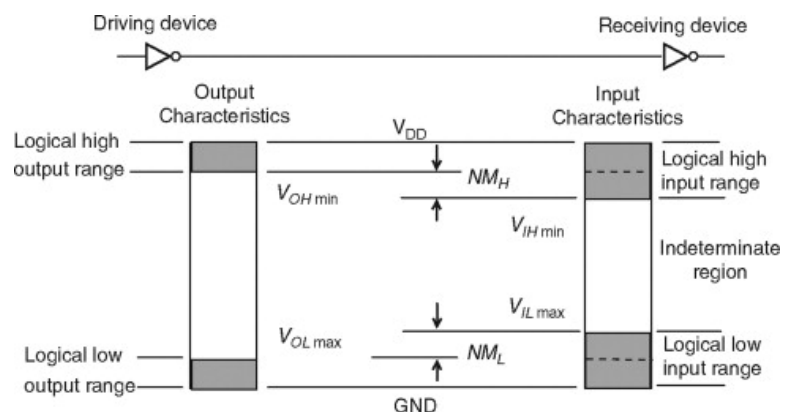 Driving device
Receiving device
Output
Characteristics
Input
Characteristics
V_DD
Logical high
output range
NM_H
Logical high
input range
V_OH min
V_IH min
Indeterminate
region
V_IL max
V_OL max
Logical low
output range
NM_L
Logical low
input range
GND